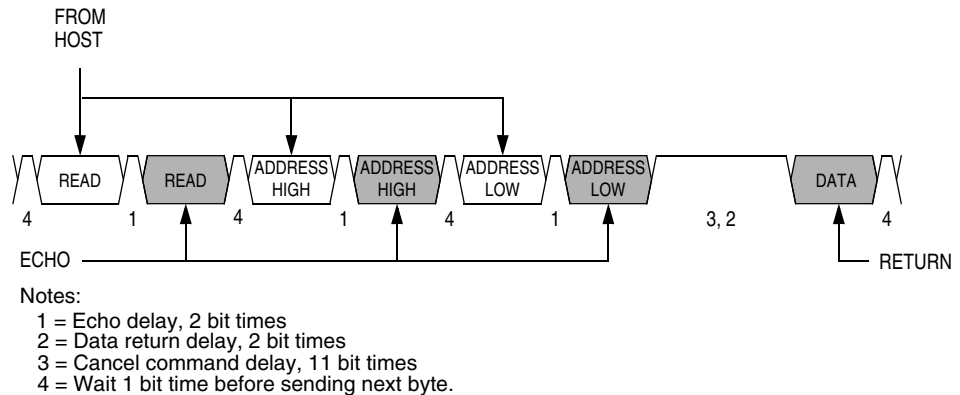 FROM
HOST
READ
READ
ADDRESS
HIGH
ADDRESS
HIGH
ADDRESS
LOW
ADDRESS
LOW
DATA
4
1
4
1
4
1
3, 2
4
ECHO
RETURN
Notes:
1 = Echo delay, 2 bit times
2 = Data return delay, 2 bit times
3 = Cancel command delay, 11 bit times
4 = Wait 1 bit time before sending next byte.